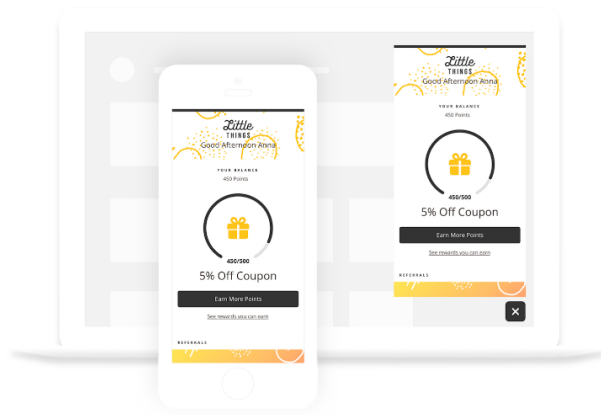 Little
THINGS
Good Afternoon Anna
YOUR BALANCE
450 Points
450/500
5% Off Coupon
Earn More Points
See rewards you can earn
REFERRALS
Little
THINGS
Good Afternoon Anna
YOUR BALANCE
450 Points
450/500
5% Off Coupon
Earn More Points
See rewards you can earn
REFERRALS